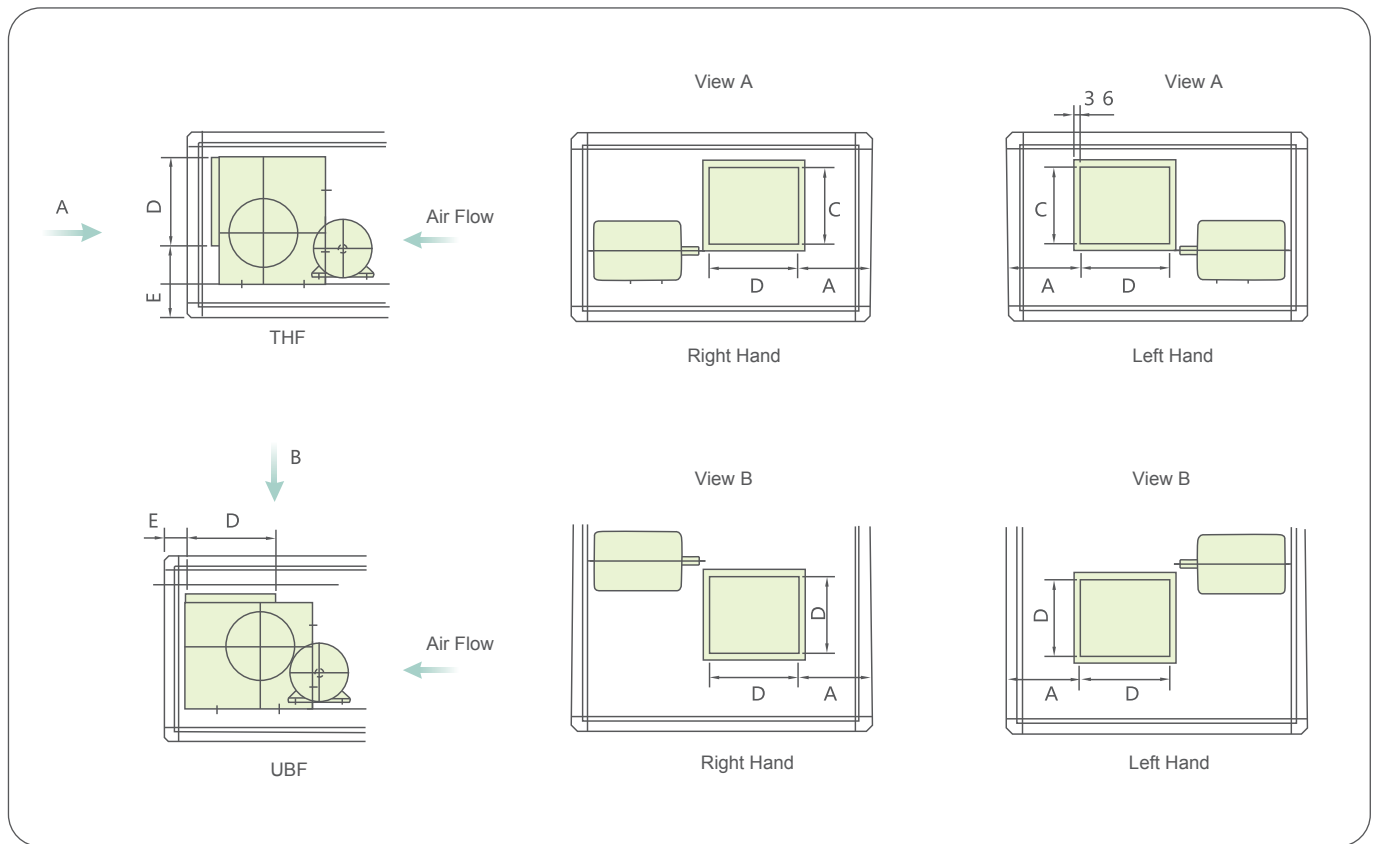 View A
View A
3 6
A
D
E
Air Flow
C
D
A
C
A
D
THF
Right Hand
Left Hand
B
View B
View B
E
D
Air Flow
D
D
A
D
A
D
UBF
Right Hand
Left Hand